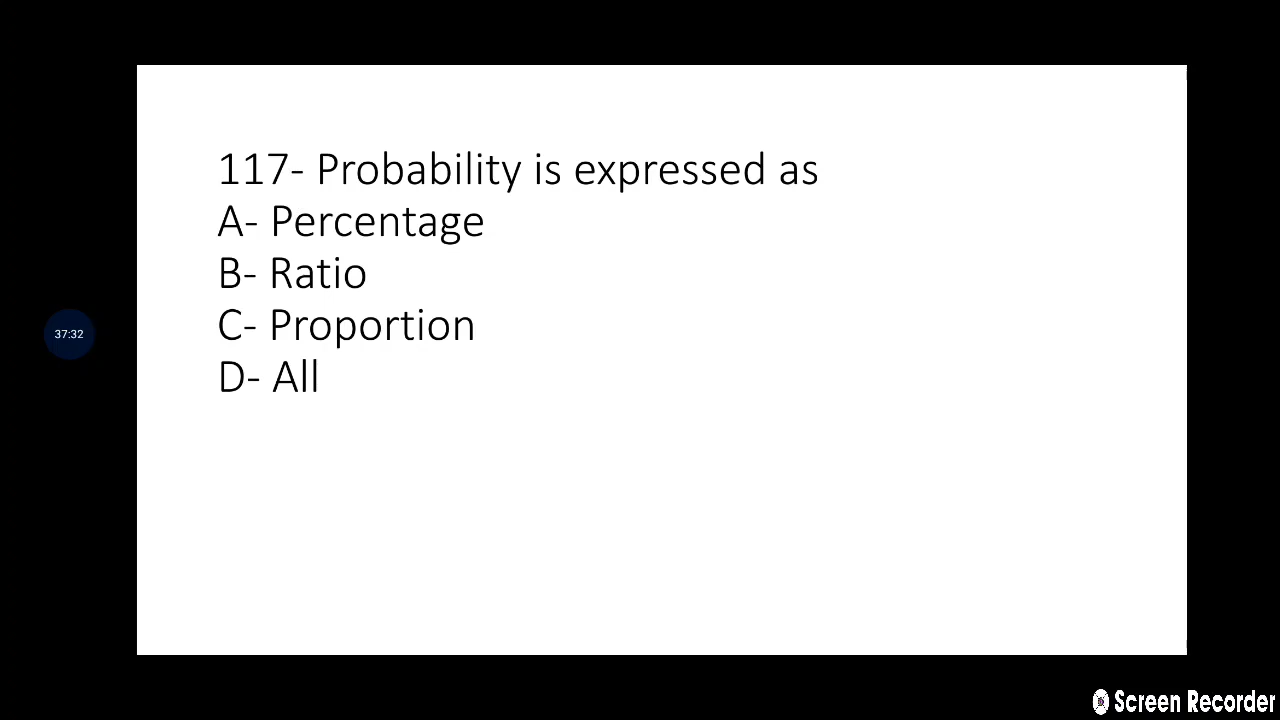 117- Probability is expressed as
A- Percentage
B- Ratio
C- Proportion
D- All
37:32
Screen Recorder